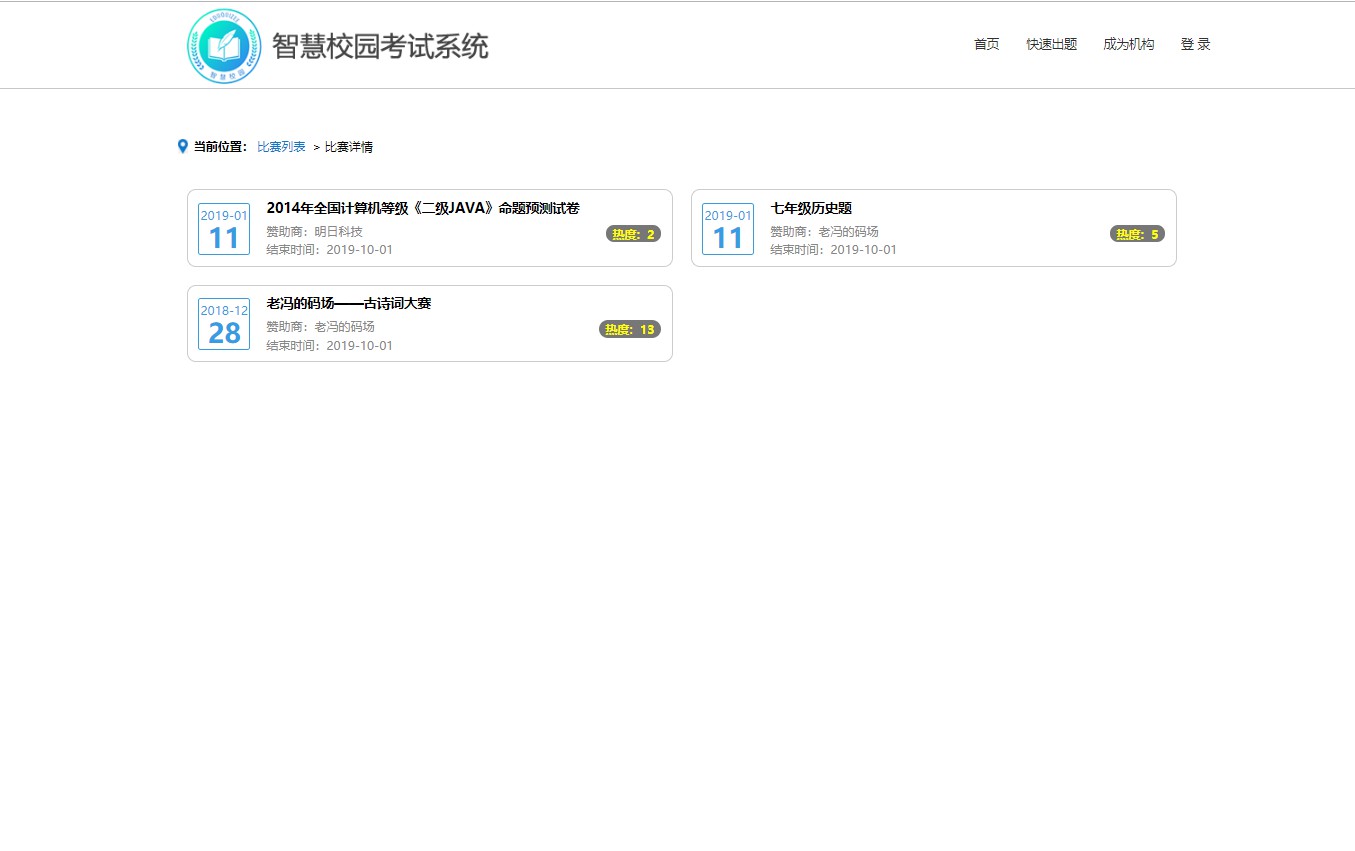 智慧校园
智慧校园考试系统
首页 快速出题 成为机构 登 录
当前位置： 比赛列表 > 比赛详情
2019-01
11
2014年全国计算机等级《二级JAVA》命题预测试卷
赞助商：明日科技
结束时间：2019-10-01
热度：2
2019-01
11
七年级历史题
赞助商：老冯的码场
结束时间：2019-10-01
热度：5
2018-12
28
老冯的码场——古诗词大赛
赞助商：老冯的码场
结束时间：2019-10-01
热度：13